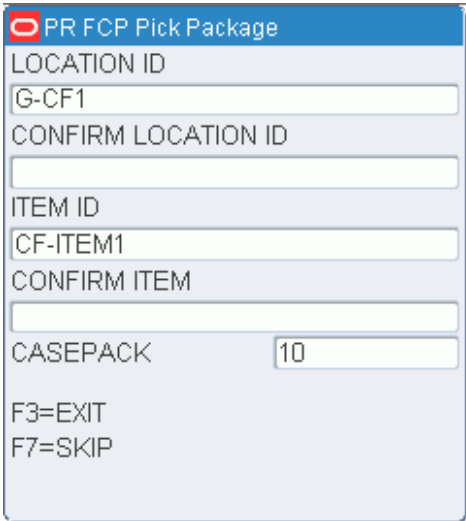 PR FCP Pick Package
LOCATION ID
G-CF1
CONFIRM LOCATION ID
ITEM ID
CF-ITEM1
CONFIRM ITEM
CASEPACK 10
F3=EXIT
F7=SKIP